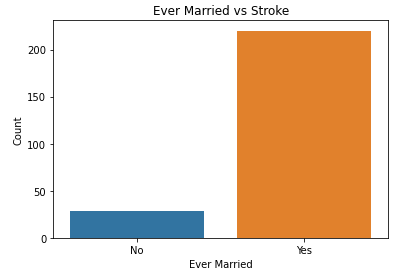 Ever Married vs Stroke
200
150
100
50
0
Count
No Yes
Ever Married